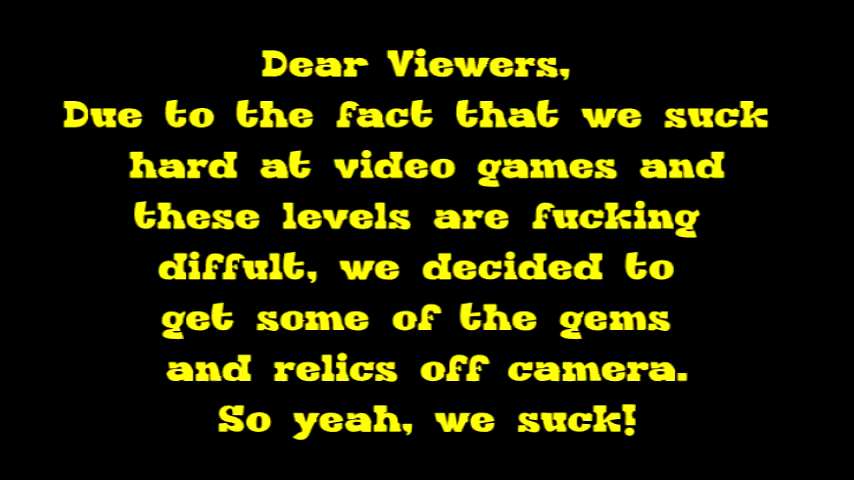 Dear Viewers,
Due to the fact that we suck
hard at video games and
these levels are fucking
diffult, we decided to
get some of the gems
and relics off camera.
So yeah, we suck!